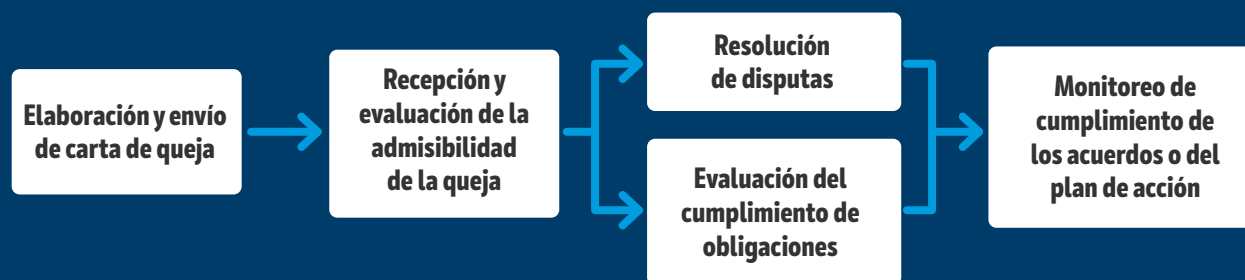 Elaboración y envío
de carta de queja
Recepción y
evaluación de la
admisibilidad
de la queja
Resolución
de disputas
Evaluación del
cumplimiento de
obligaciones
Monitoreo de
cumplimiento de
los acuerdos o del
plan de acción